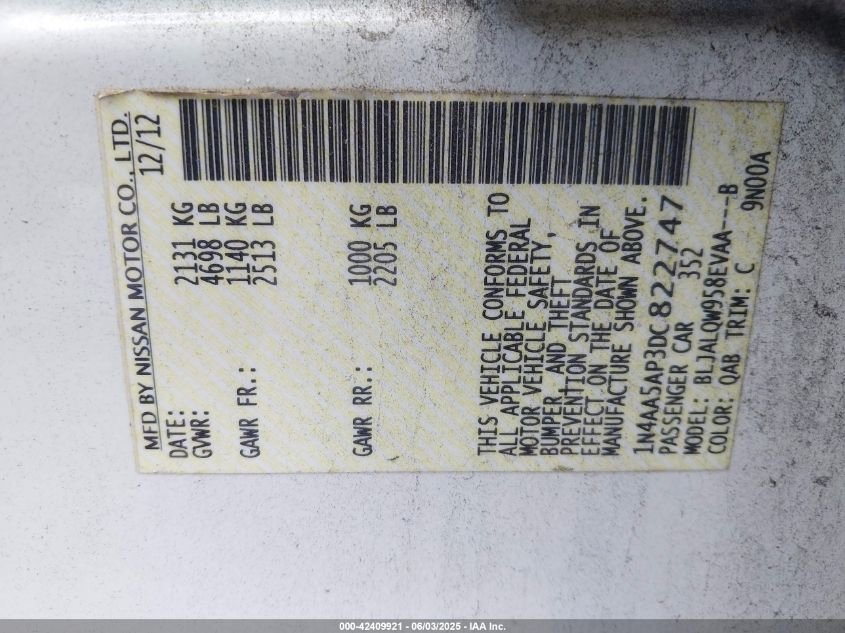 MFD BY NISSAN MOTOR CO., LTD.
DATE: 12/12
GVWR: 2131 KG
4698 LB
GAWR FR.: 1140 KG
2513 LB
GAWR RR.: 1000 KG
2205 LB
THIS VEHICLE CONFORMS TO
ALL APPLICABLE FEDERAL
MOTOR VEHICLE SAFETY,
BUMPER, AND THEFT
PREVENTION STANDARDS IN
EFFECT ON THE DATE OF
MANUFACTURE SHOWN ABOVE.
1N4AA5AP3DC822747
PASSENGER CAR 352
MODEL: BLJALQW958EVAA---B
COLOR: QAB TRIM: C 9N00A
000-42409921 - 06/03/2025 - IAA Inc.